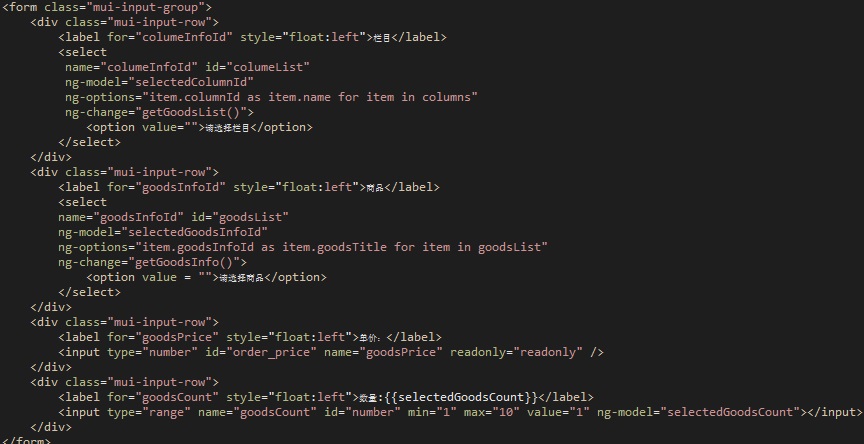 <form class="mui-input-group">
<div class="mui-input-row">
<label for="columeInfoId" style="float:left">栏目</label>
<select
name="columeInfoId" id="columeList"
ng-model="selectedColumnId"
ng-options="item.columnId as item.name for item in columns"
ng-change="getGoodsList()">
<option value="">请选择栏目</option>
</select>
</div>
<div class="mui-input-row">
<label for="goodsInfoId" style="float:left">商品</label>
<select
name="goodsInfoId" id="goodsList"
ng-model="selectedGoodsInfoId"
ng-options="item.goodsInfoId as item.goodsTitle for item in goodsList"
ng-change="getGoodsInfo()">
<option value = "">请选择商品</option>
</select>
</div>
<div class="mui-input-row">
<label for="goodsPrice" style="float:left">单价：</label>
<input type="number" id="order_price" name="goodsPrice" readonly="readonly" />
</div>
<div class="mui-input-row">
<label for="goodsCount" style="float:left">数量:{{selectedGoodsCount}}</label>
<input type="range" name="goodsCount" id="number" min="1" max="10" value="1" ng-model="selectedGoodsCount"></input>
</div>
</form>